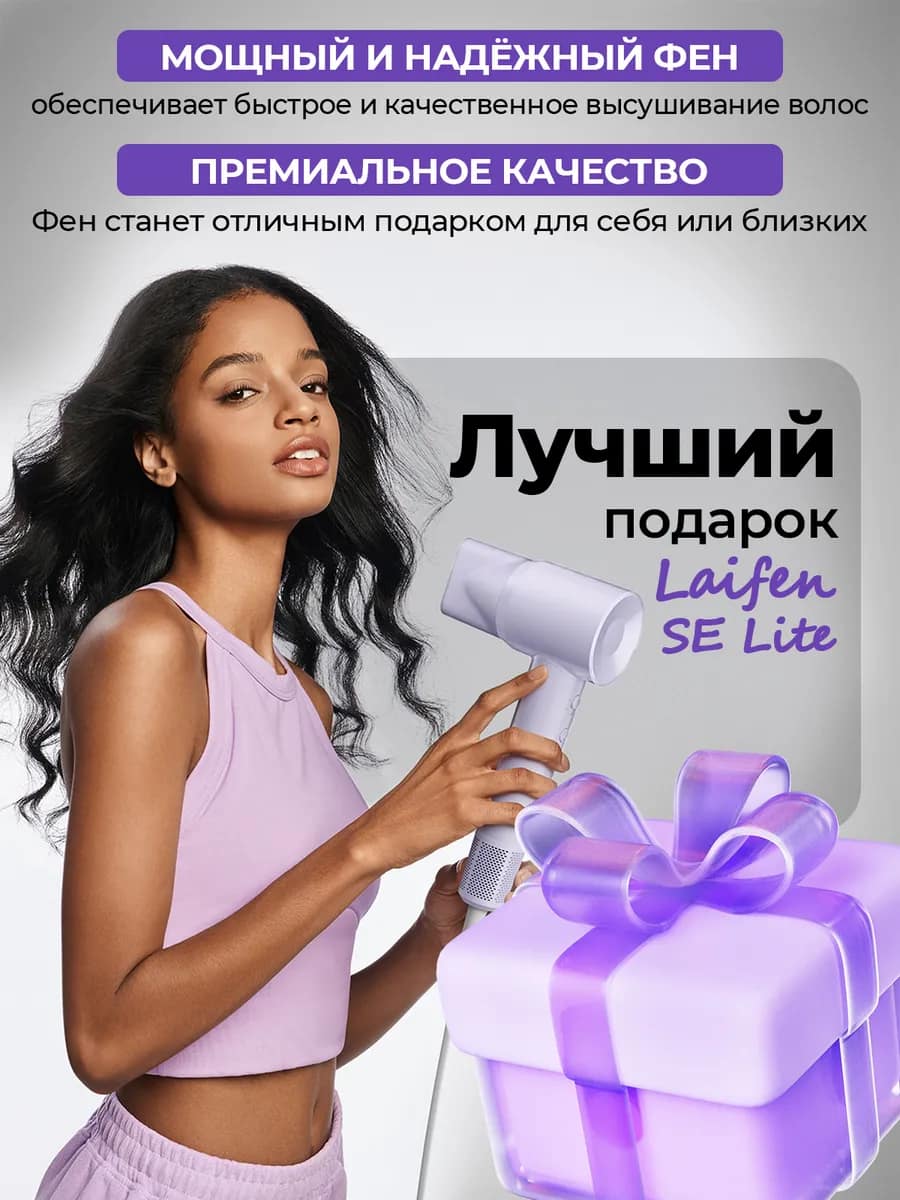 МОЩНЫЙ И НАДЁЖНЫЙ ФЕН
обеспечивает быстрое и качественное высушивание волос
ПРЕМИАЛЬНОЕ КАЧЕСТВО
Фен станет отличным подарком для себя или близких
Лучший
подарок
Laifen
SE Lite